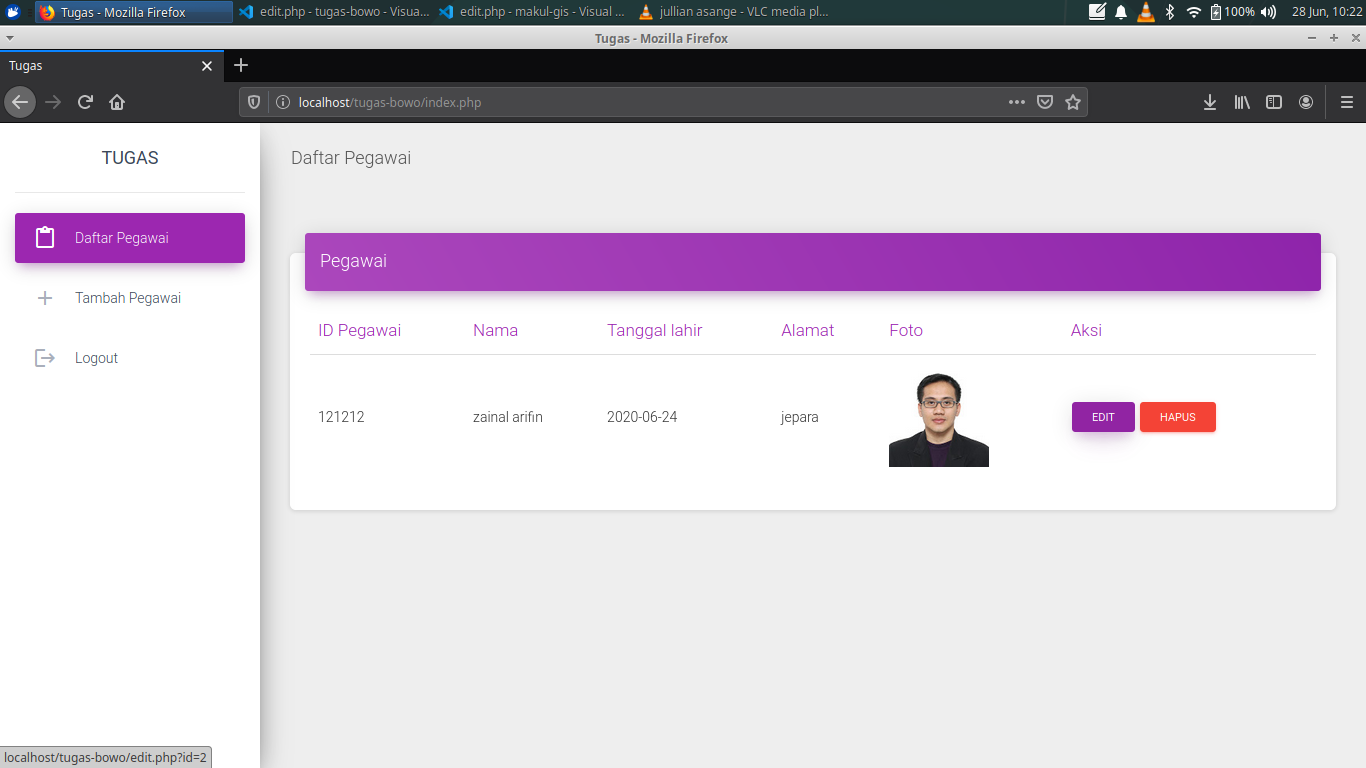 Tugas - Mozilla Firefox
edit.php - tugas-bowo - Visua...
edit.php - makul-gis - Visual ...
jullian asange - VLC media pl...
100%
28 Jun, 10:22
Tugas - Mozilla Firefox
Tugas
localhost/tugas-bowo/index.php
TUGAS
Daftar Pegawai
Tambah Pegawai
Logout
Daftar Pegawai
Pegawai
ID Pegawai Nama Tanggal lahir Alamat Foto Aksi
121212 zainal arifin 2020-06-24 jepara EDIT HAPUS
localhost/tugas-bowo/edit.php?id=2